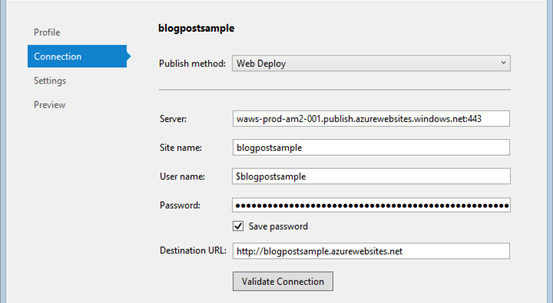 blogpostsample
Profile
Connection
Settings
Preview
Publish method: Web Deploy
Server: waws-prod-am2-001.publish.azurewebsites.windows.net:443
Site name: blogpostsample
User name: $blogpostsample
Password:
Save password
Destination URL: http://blogpostsample.azurewebsites.net
Validate Connection